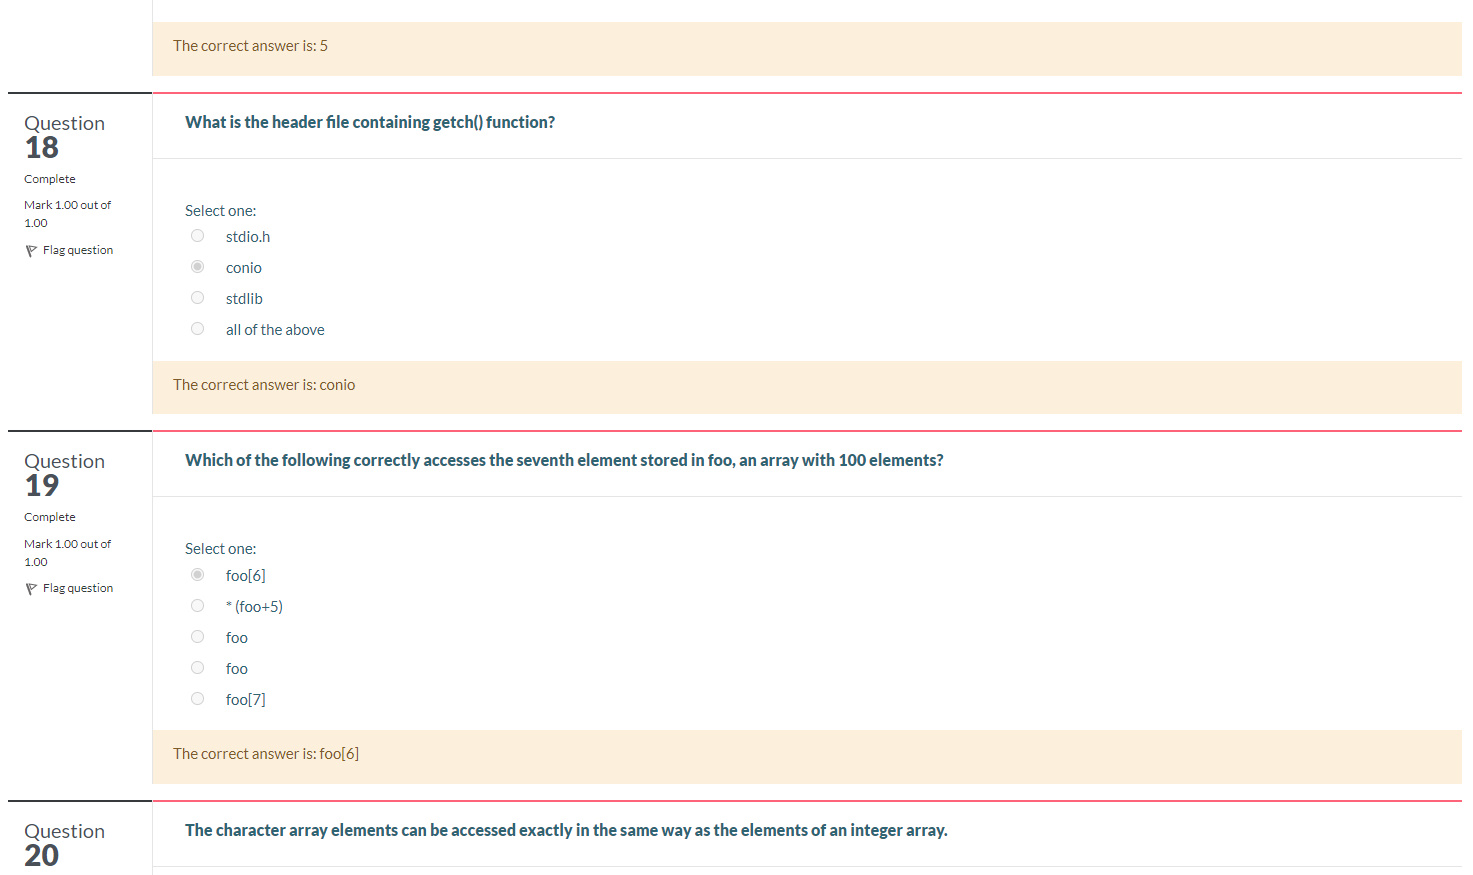 The correct answer is: 5
Question
18
Complete
Mark 1.00 out of
1.00
Flag question
What is the header file containing getch() function?
Select one:
stdio.h
conio
stdlib
all of the above
The correct answer is: conio
Question
19
Complete
Mark 1.00 out of
1.00
Flag question
Which of the following correctly accesses the seventh element stored in foo, an array with 100 elements?
Select one:
foo[6]
* (foo+5)
foo
foo
foo[7]
The correct answer is: foo[6]
Question
20
The character array elements can be accessed exactly in the same way as the elements of an integer array.